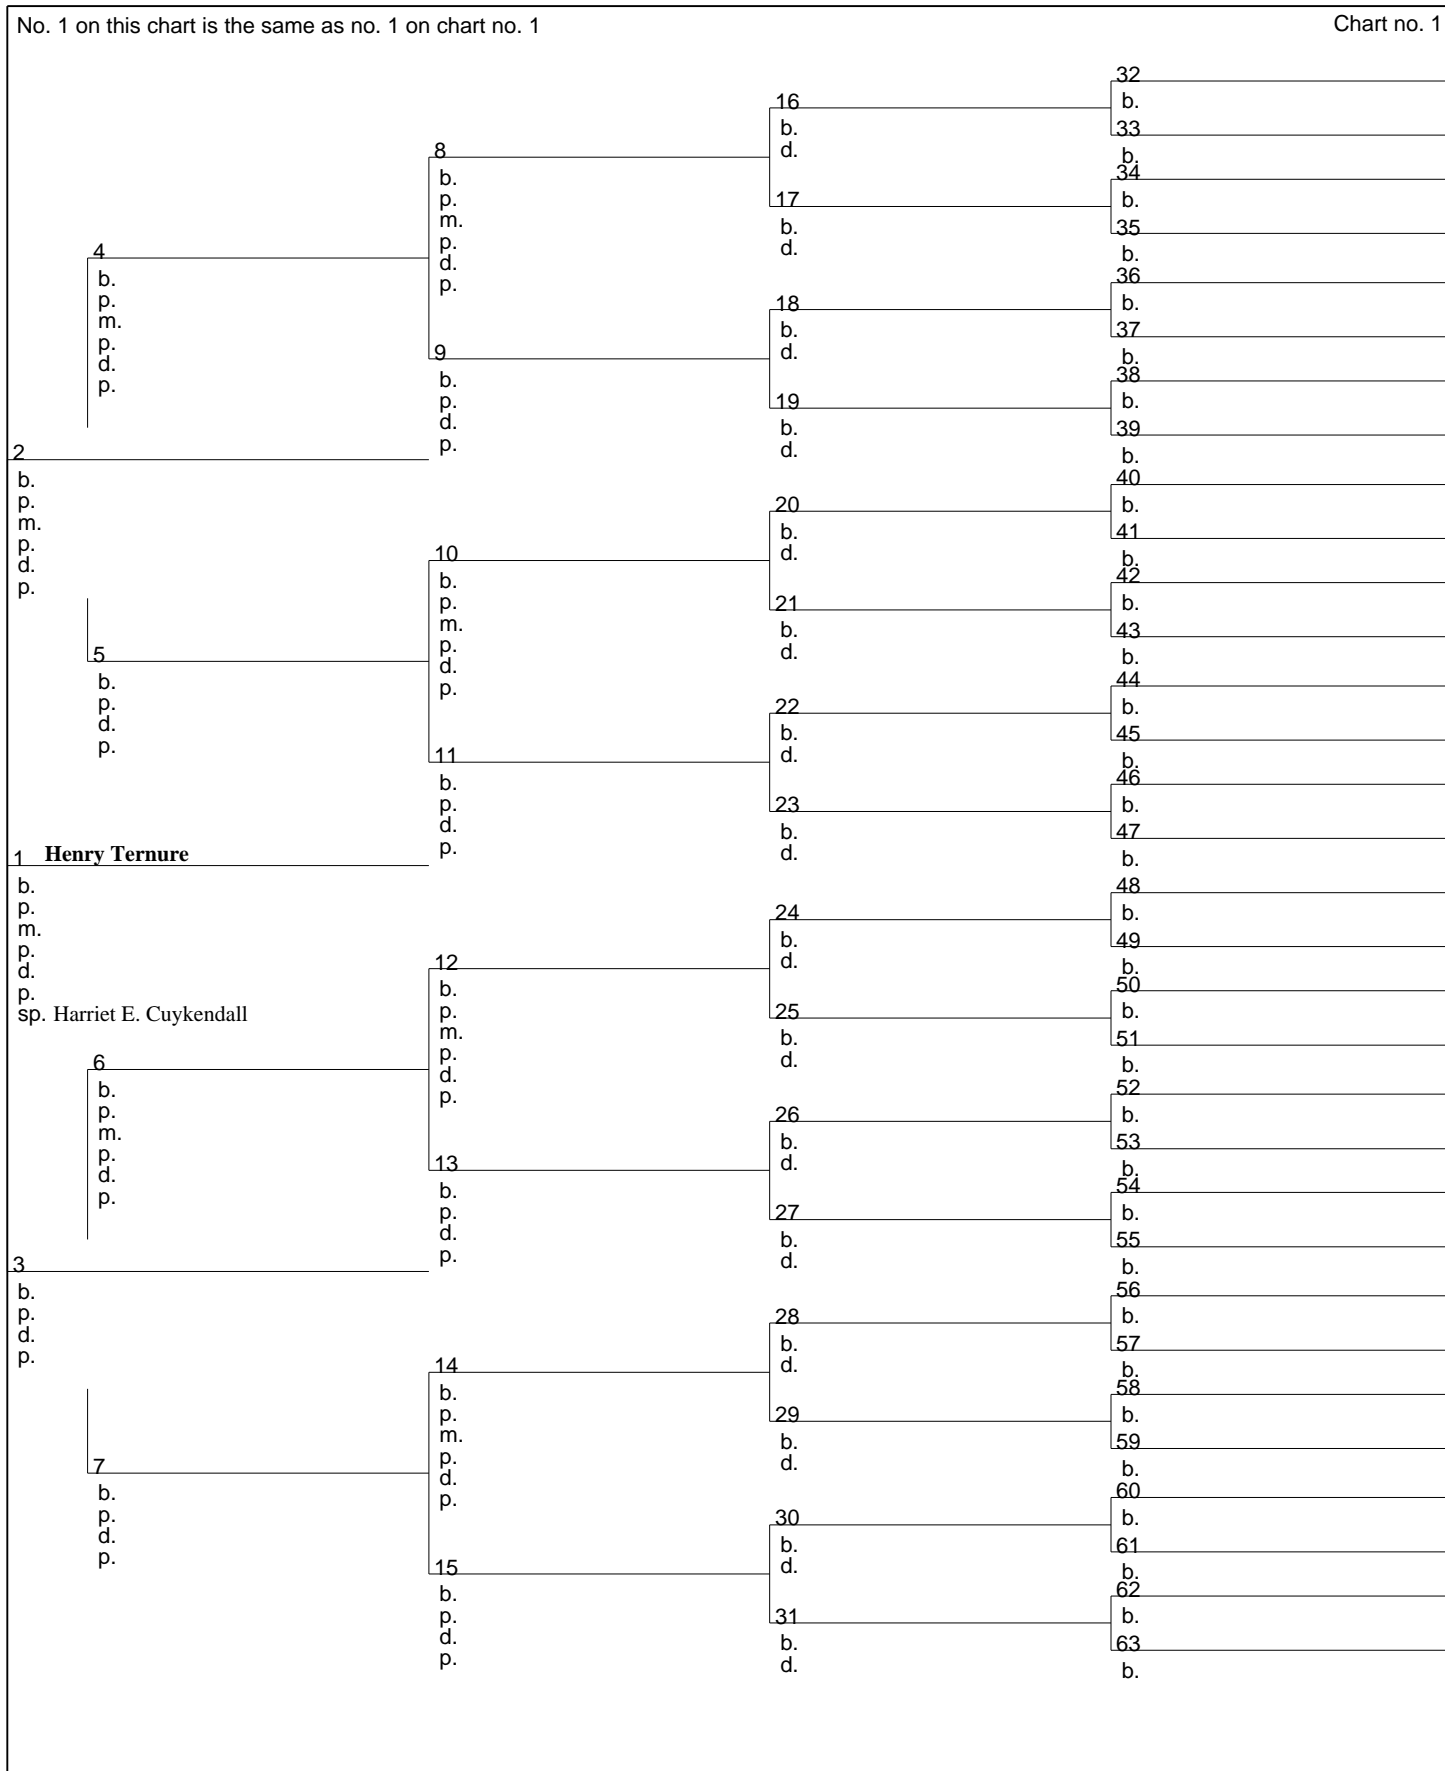 No. 1 on this chart is the same as no. 1 on chart no. 1
Chart no. 1
2
b.
p.
m.
p.
d.
p.
1 Henry Ternure
b.
p.
m.
p.
d.
p.
sp. Harriet E. Cuykendall
3
b.
p.
d.
p.
4
b.
p.
m.
p.
d.
p.
5
b.
p.
d.
p.
6
b.
p.
m.
p.
d.
p.
7
b.
p.
d.
p.
8
b.
p.
m.
p.
d.
p.
9
b.
p.
d.
p.
10
b.
p.
m.
p.
d.
p.
11
b.
p.
d.
p.
12
b.
p.
m.
p.
d.
p.
13
b.
p.
d.
p.
14
b.
p.
m.
p.
d.
p.
15
b.
p.
d.
p.
16
b.
d.
17
b.
d.
18
b.
d.
19
b.
d.
20
b.
d.
21
b.
d.
22
b.
d.
23
b.
d.
24
b.
d.
25
b.
d.
26
b.
d.
27
b.
d.
28
b.
d.
29
b.
d.
30
b.
d.
31
b.
d.
32
b.
33
b.
34
b.
35
b.
36
b.
37
b.
38
b.
39
b.
40
b.
41
b.
42
b.
43
b.
44
b.
45
b.
46
b.
47
b.
48
b.
49
b.
50
b.
51
b.
52
b.
53
b.
54
b.
55
b.
56
b.
57
b.
58
b.
59
b.
60
b.
61
b.
62
b.
63
b.